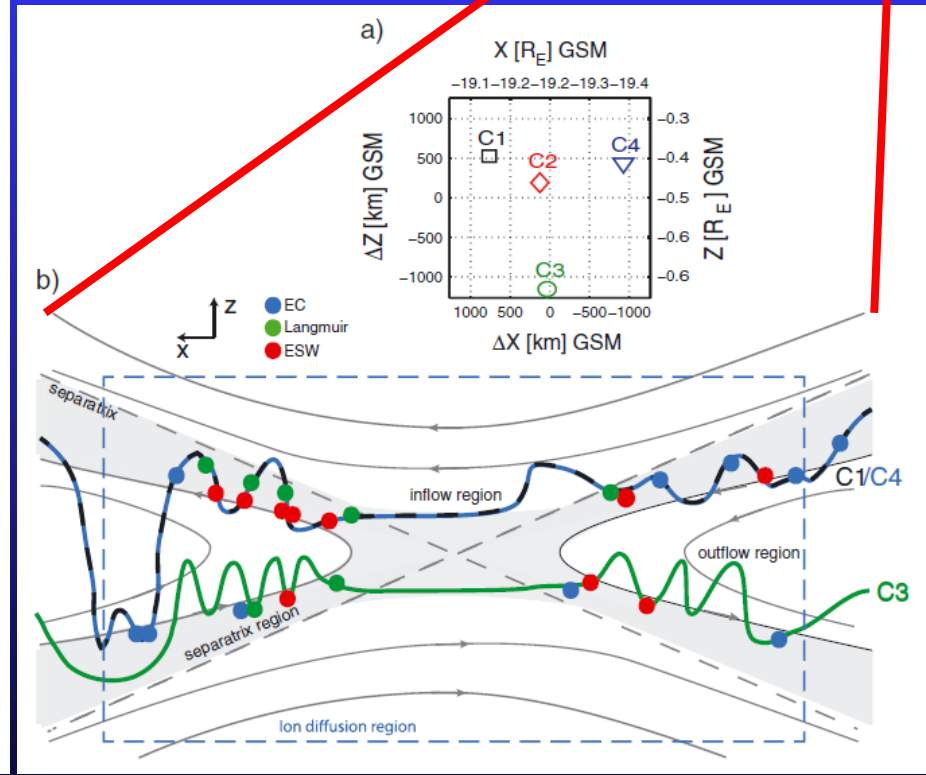 a)
X [R_E] GSM
−19.1 −19.2 −19.2 −19.3 −19.4
1000
500
0
−500
−1000
ΔZ [km] GSM
C1
C2
C4
C3
−0.3
−0.4
−0.5
−0.6
−0.6
Z [R_E] GSM
1000 500 0 −500 −1000
ΔX [km] GSM
b)
Z
X
EC
Langmuir
ESW
separatrix
inflow region
C1/C4
outflow region
C3
separatrix region
Ion diffusion region